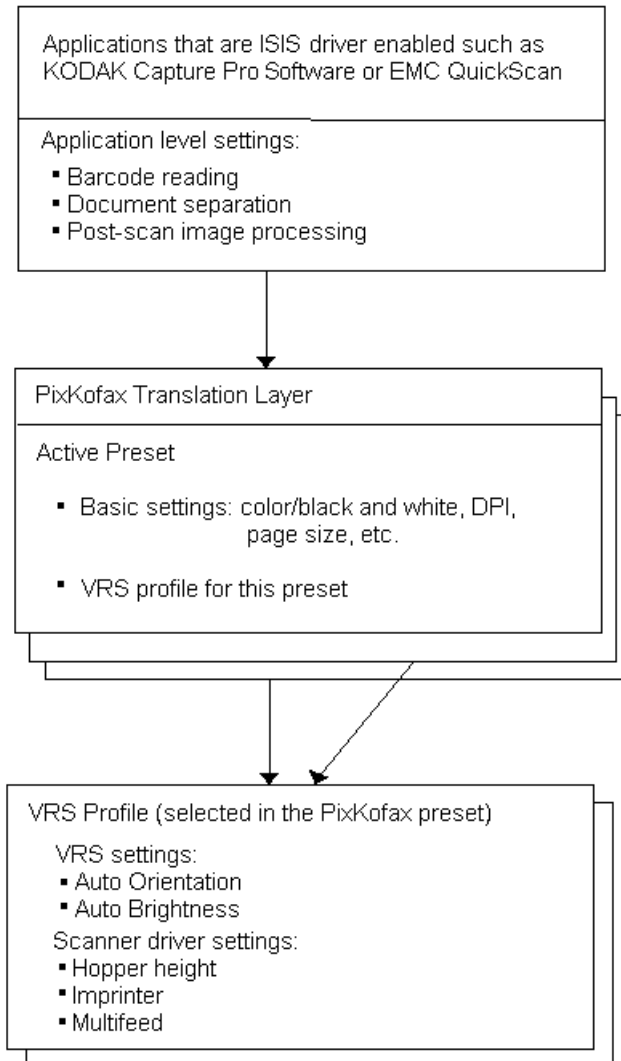 Applications that are ISIS driver enabled such as
KODAK Capture Pro Software or EMC QuickScan
Application level settings:
▪ Barcode reading
▪ Document separation
▪ Post-scan image processing
PixKofax Translation Layer
Active Preset
▪ Basic settings: color/black and white, DPI,
page size, etc.
▪ VRS profile for this preset
VRS Profile (selected in the PixKofax preset)
VRS settings:
▪ Auto Orientation
▪ Auto Brightness
Scanner driver settings:
▪ Hopper height
▪ Imprinter
▪ Multifeed